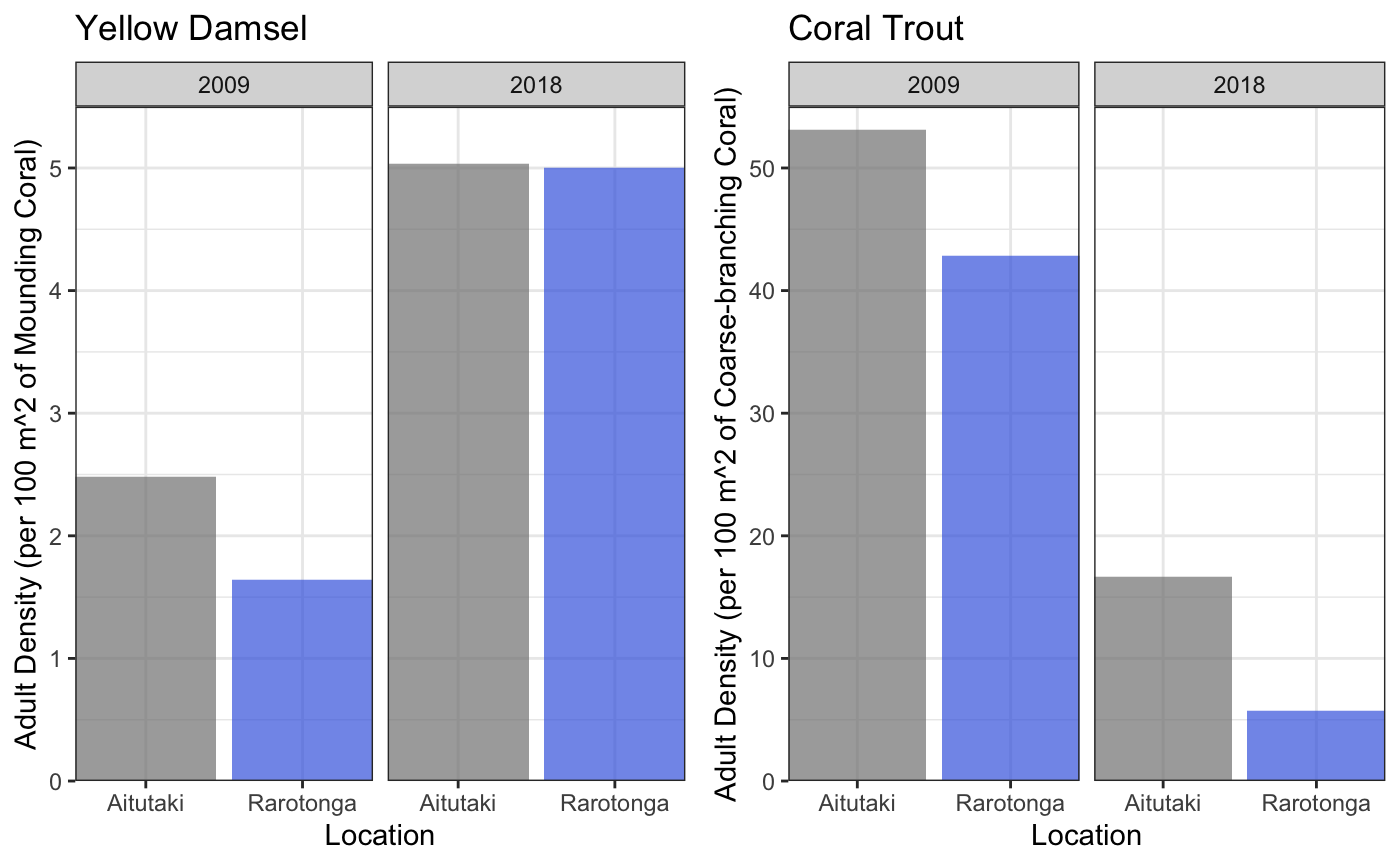 Yellow Damsel
2009
2018
Adult Density (per 100 m^2 of Mounding Coral)
5
4
3
2
1
0
Aitutaki
Rarotonga
Aitutaki
Rarotonga
Location
Coral Trout
2009
2018
Adult Density (per 100 m^2 of Coarse-branching Coral)
50
40
30
20
10
0
Aitutaki
Rarotonga
Aitutaki
Rarotonga
Location